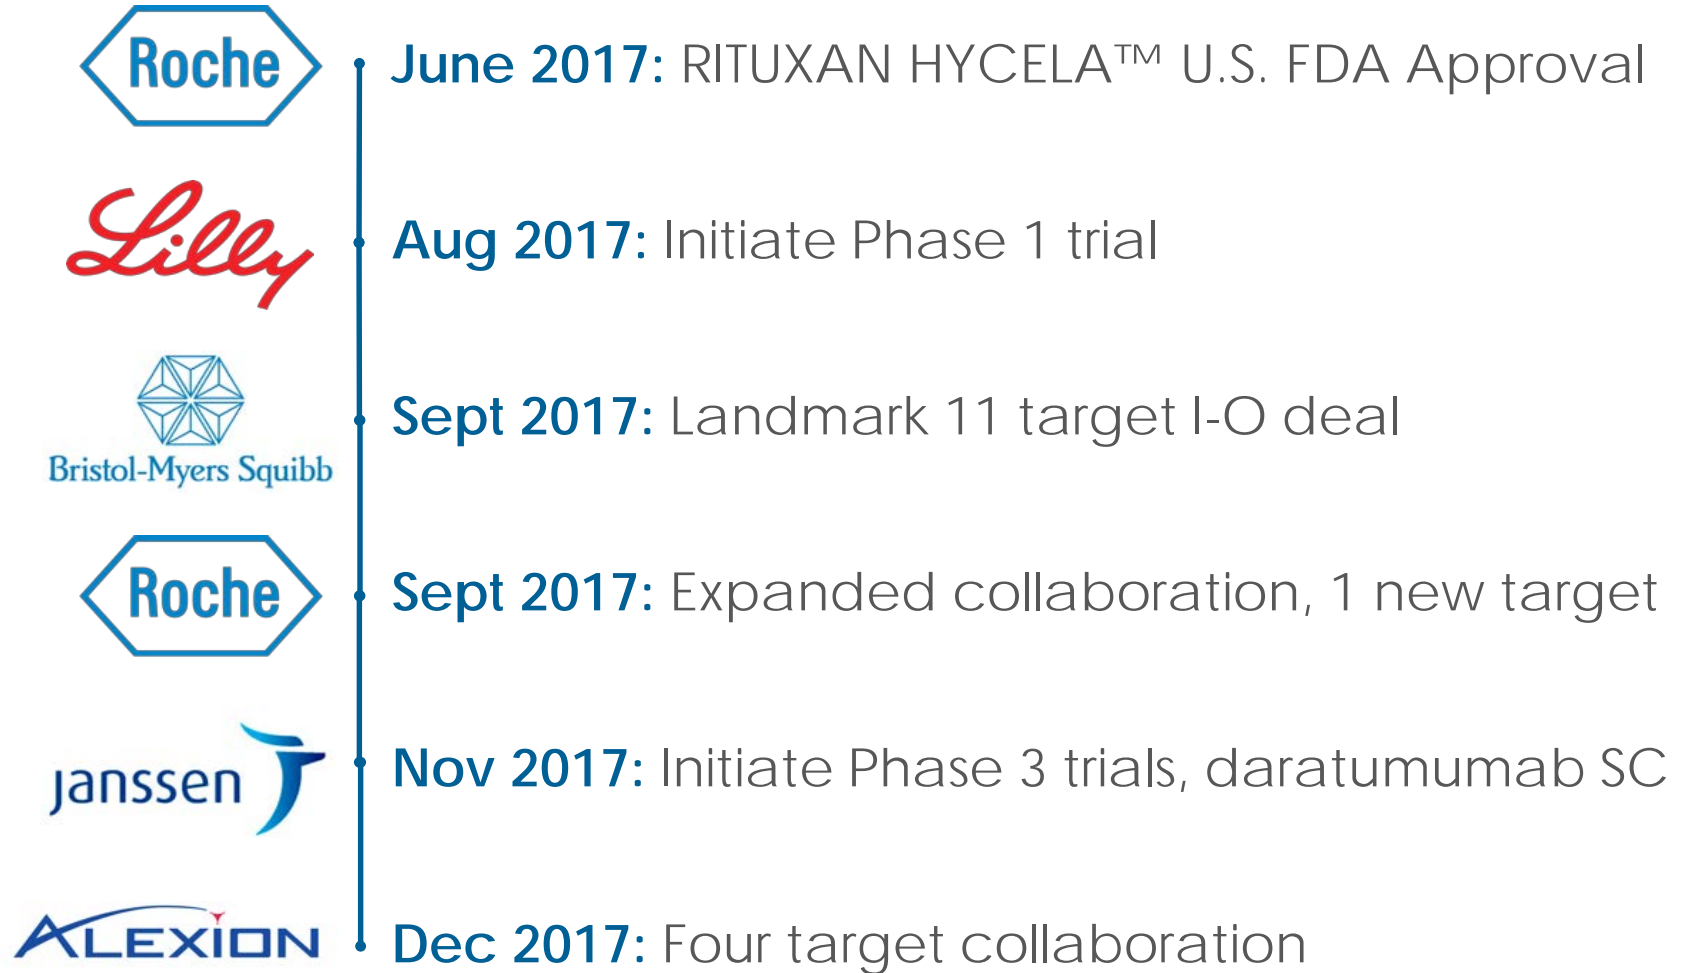 Roche
June 2017: RITUXAN HYCELA™ U.S. FDA Approval
Lilly
Aug 2017: Initiate Phase 1 trial
Bristol-Myers Squibb
Sept 2017: Landmark 11 target I-O deal
Roche
Sept 2017: Expanded collaboration, 1 new target
janssen
Nov 2017: Initiate Phase 3 trials, daratumumab SC
ALEXION
Dec 2017: Four target collaboration